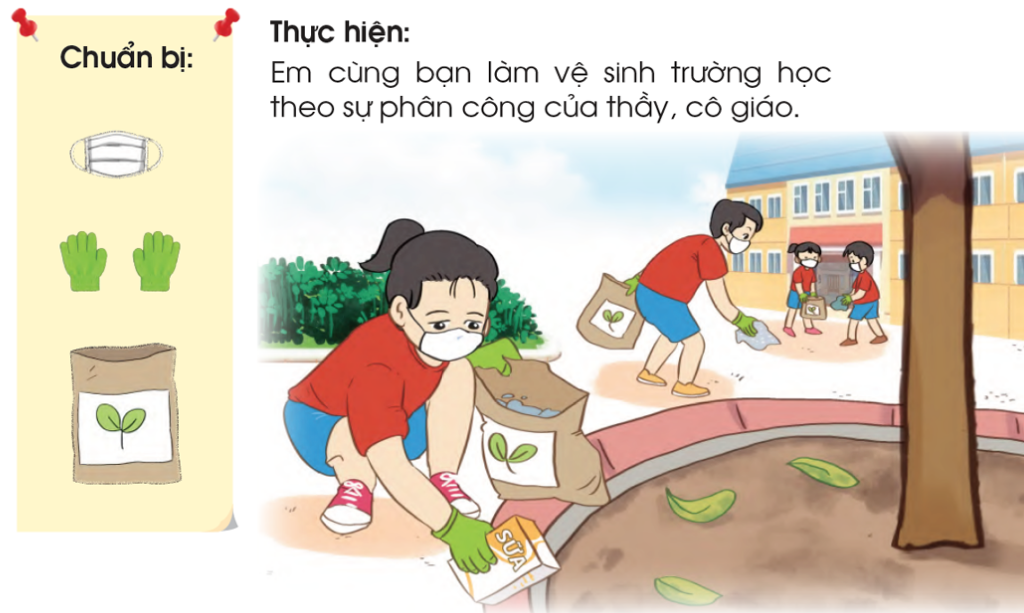 Chuẩn bị:
Thực hiện:
Em cùng bạn làm vệ sinh trường học
theo sự phân công của thầy, cô giáo.
SỮA